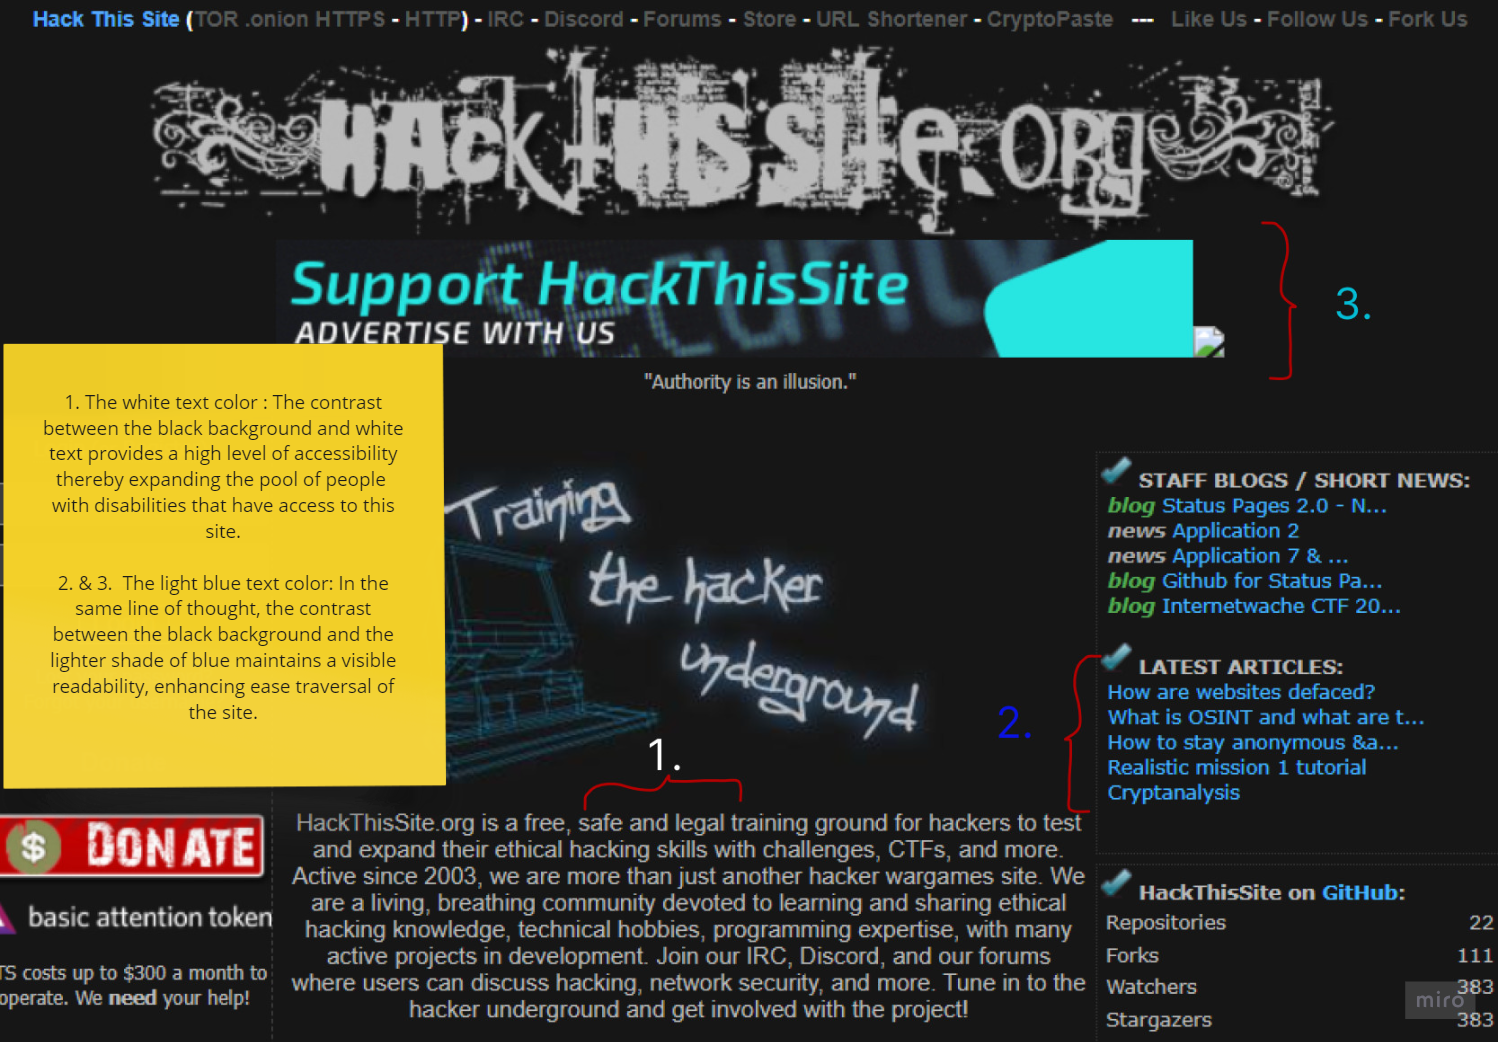 Hack This Site (TOR .onion HTTPS - HTTP) - IRC - Discord - Forums - Store - URL Shortener - CryptoPaste --- Like Us - Follow Us - Fork Us
HAck tHis Site.ORg
Support HackThisSite
ADVERTISE WITH US
3.
"Authority is an illusion."
1. The white text color : The contrast
between the black background and white
text provides a high level of accessibility
thereby expanding the pool of people
with disabilities that have access to this
site.
2. & 3. The light blue text color: In the
same line of thought, the contrast
between the black background and the
lighter shade of blue maintains a visible
readability, enhancing ease traversal of
the site.
Training
the hacker
underground
1.
2.
STAFF BLOGS / SHORT NEWS:
blog Status Pages 2.0 - N...
news Application 2
news Application 7 & ...
blog Github for Status Pa...
blog Internetwache CTF 20...
LATEST ARTICLES:
How are websites defaced?
What is OSINT and what are t...
How to stay anonymous &a...
Realistic mission 1 tutorial
Cryptanalysis
$ DONATE
basic attention token
TS costs up to $300 a month to
operate. We need your help!
HackThisSite.org is a free, safe and legal training ground for hackers to test
and expand their ethical hacking skills with challenges, CTFs, and more.
Active since 2003, we are more than just another hacker wargames site. We
are a living, breathing community devoted to learning and sharing ethical
hacking knowledge, technical hobbies, programming expertise, with many
active projects in development. Join our IRC, Discord, and our forums
where users can discuss hacking, network security, and more. Tune in to the
hacker underground and get involved with the project!
HackThisSite on GitHub:
Repositories 22
Forks 111
Watchers 383
Stargazers 383
miro